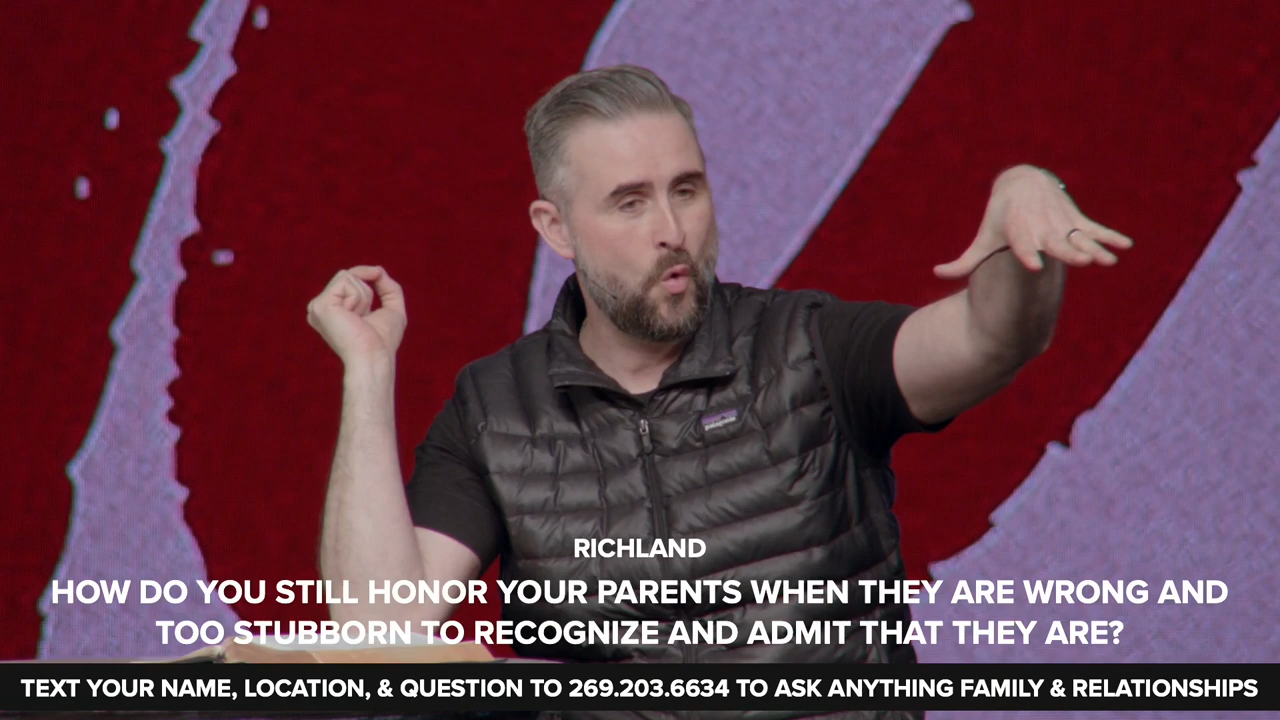 patagonia
RICHLAND
HOW DO YOU STILL HONOR YOUR PARENTS WHEN THEY ARE WRONG AND
TOO STUBBORN TO RECOGNIZE AND ADMIT THAT THEY ARE?
TEXT YOUR NAME, LOCATION, & QUESTION TO 269.203.6634 TO ASK ANYTHING FAMILY & RELATIONSHIPS